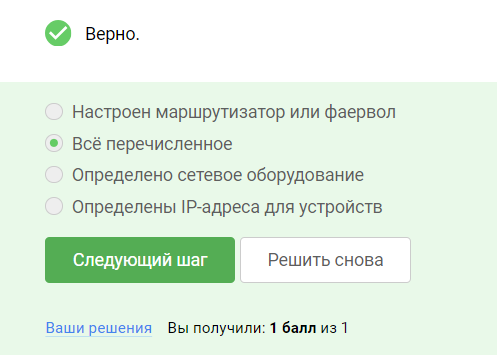 Верно.
Настроен маршрутизатор или фаервол
Всё перечисленное
Определено сетевое оборудование
Определены IP-адреса для устройств
Следующий шаг Решить снова
Ваши решения Вы получили: 1 балл из 1